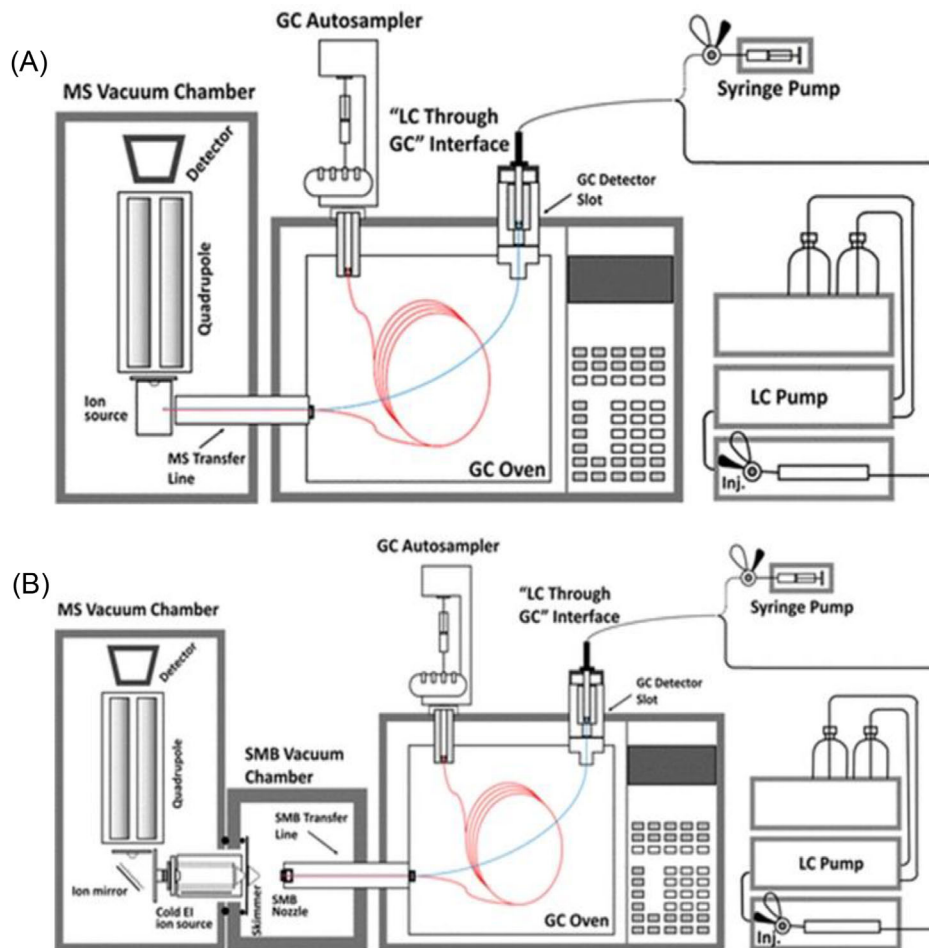 (A)
GC Autosampler
MS Vacuum Chamber
Detector
Quadrupole
Ion
source
MS Transfer
Line
"LC Through
GC" Interface
GC Detector
Slot
GC Oven
Syringe Pump
LC Pump
Inj.
(B)
GC Autosampler
MS Vacuum Chamber
Detector
Quadrupole
Ion mirror
Cold EI
ion source
Skimmer
SMB Vacuum
Chamber
SMB Transfer
Line
SMB
Nozzle
"LC Through
GC" Interface
GC Detector
Slot
GC Oven
Syringe Pump
LC Pump
Inj.